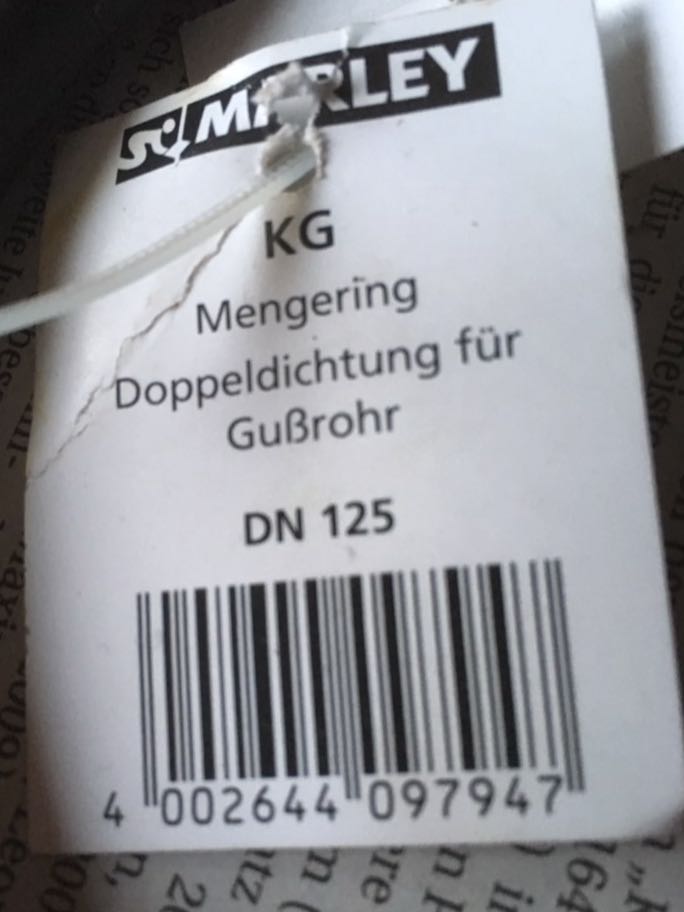 MARLEY
KG
Mengering
Doppeldichtung für
Gußrohr
DN 125
4 002644 097947